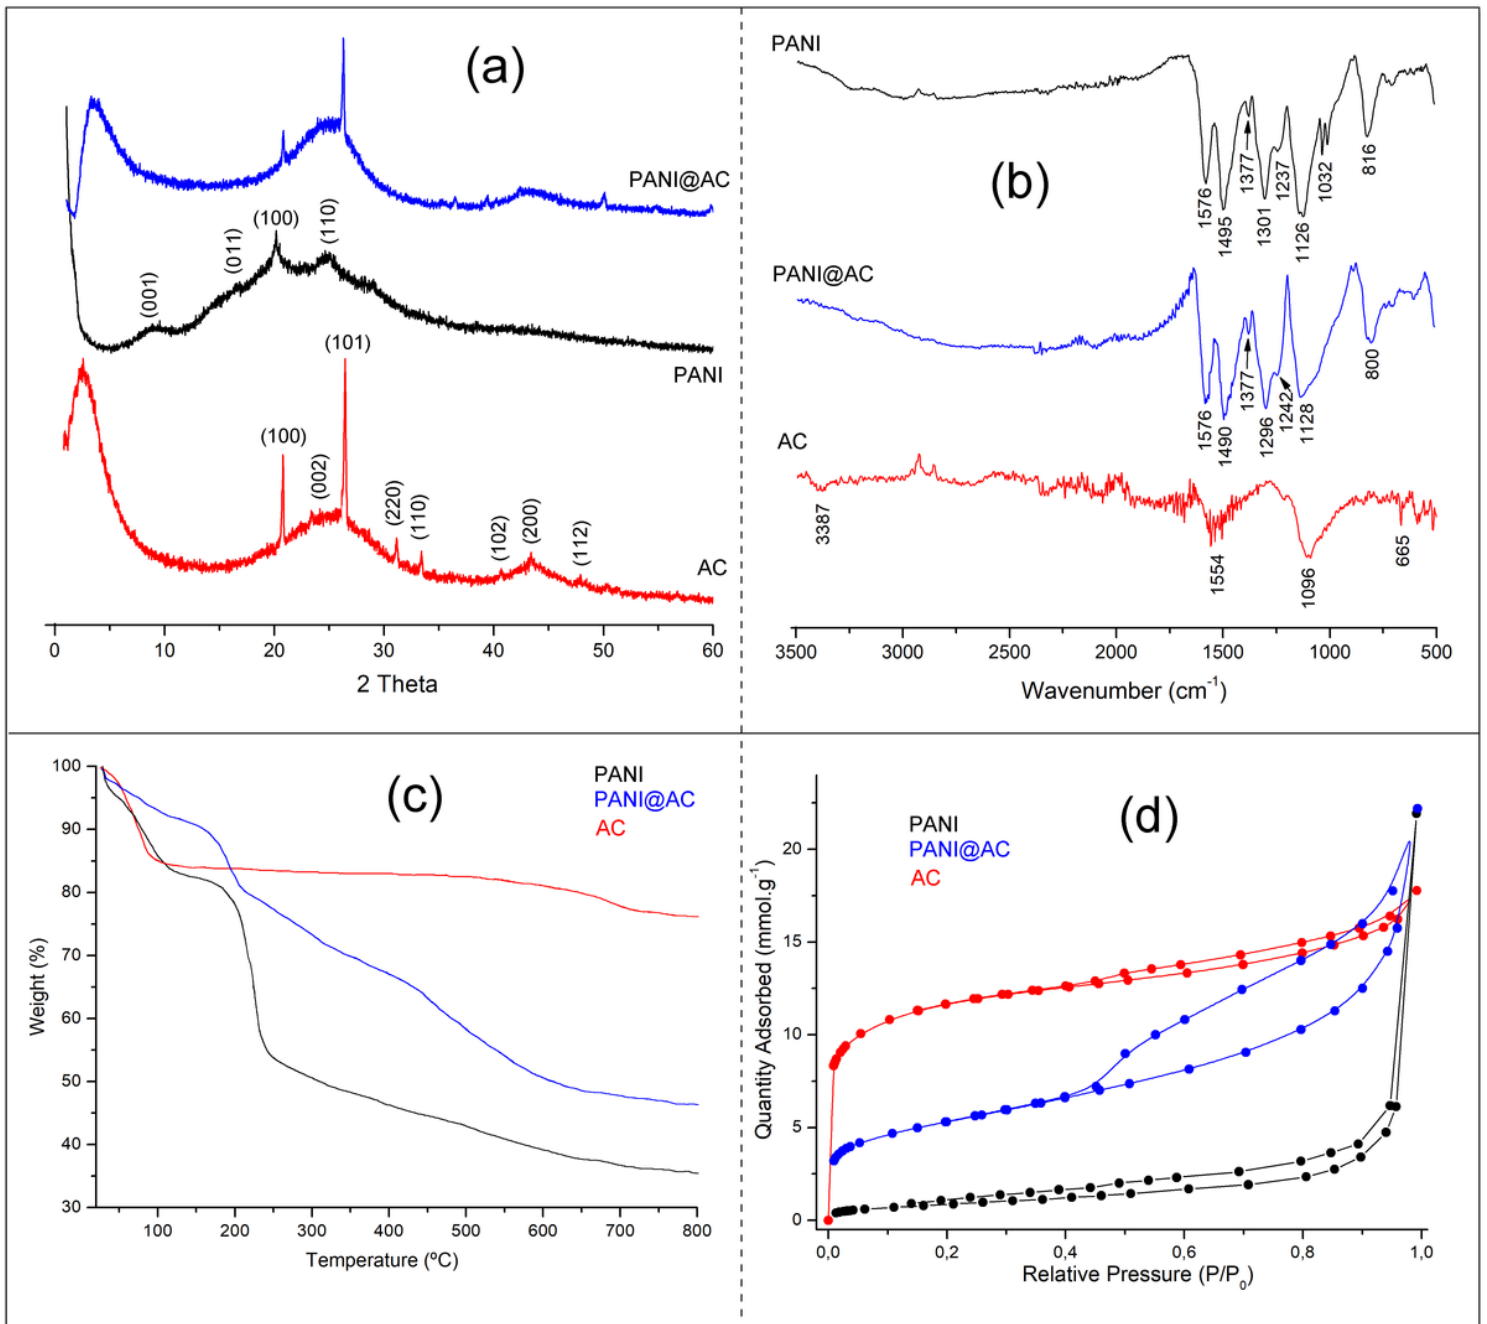 (a)
PANI@AC
(001)
(011)
(100)
(110)
PANI
(100)
(002)
(101)
(220)
(110)
(102)
(200)
(112)
AC
0 10 20 30 40 50 60
2 Theta
(b)
PANI
1576
1495
1377
1301
1237
1126
1032
816
PANI@AC
1576
1490
1377
1296
1242
1128
800
AC
3387
1554
1096
665
3500 3000 2500 2000 1500 1000 500
Wavenumber (cm⁻¹)
(c)
PANI
PANI@AC
AC
100
90
80
70
60
50
40
30
Weight (%)
100 200 300 400 500 600 700 800
Temperature (ºC)
(d)
PANI
PANI@AC
AC
20
15
10
5
0
Quantity Adsorbed (mmol.g⁻¹)
0,0 0,2 0,4 0,6 0,8 1,0
Relative Pressure (P/P₀)